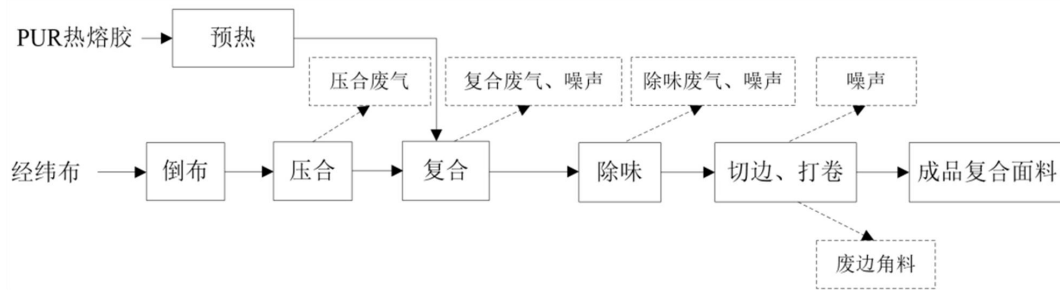 PUR热熔胶
预热
压合废气
复合废气、噪声
除味废气、噪声
噪声
经纬布
倒布
压合
复合
除味
切边、打卷
成品复合面料
废边角料